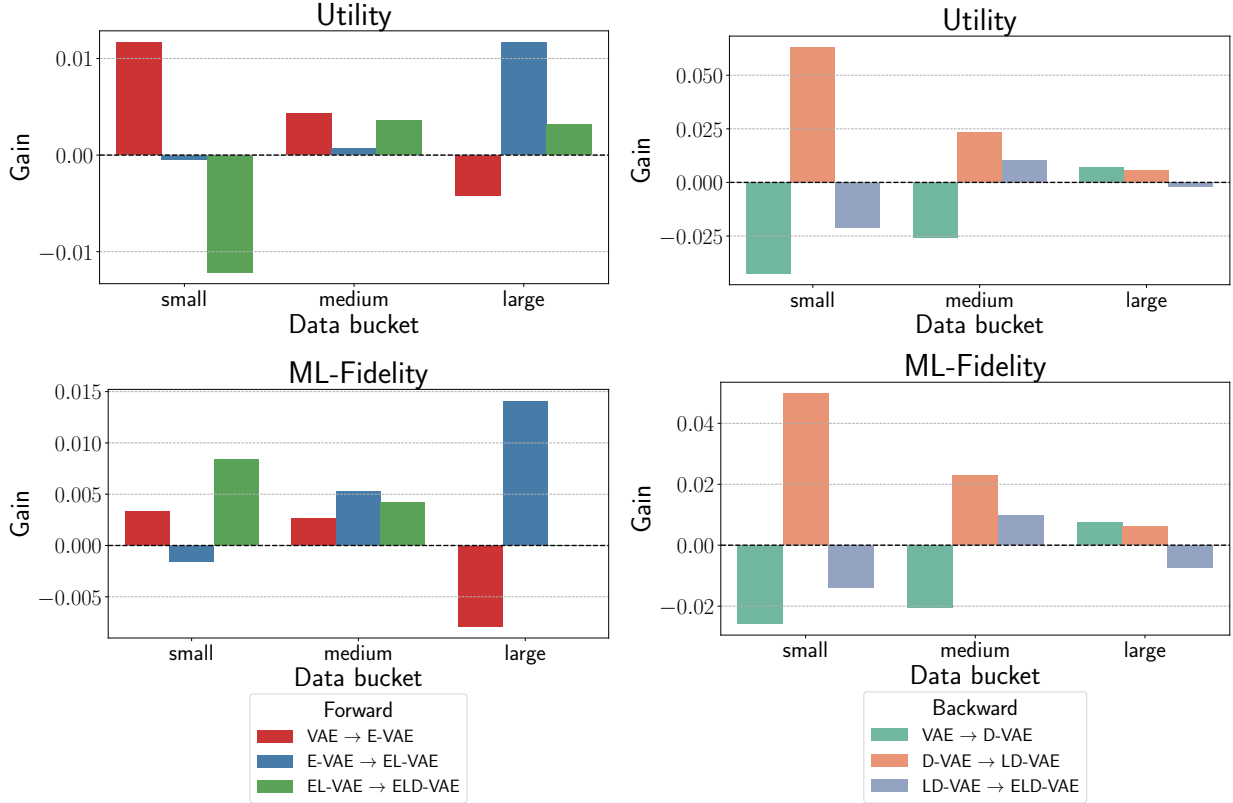 Utility
0.01
0.00
−0.01
Gain
small medium large
Data bucket
Utility
0.050
0.025
0.000
−0.025
Gain
small medium large
Data bucket
ML-Fidelity
0.015
0.010
0.005
0.000
−0.005
Gain
small medium large
Data bucket
ML-Fidelity
0.04
0.02
0.00
−0.02
Gain
small medium large
Data bucket
Forward
VAE → E-VAE
E-VAE → EL-VAE
EL-VAE → ELD-VAE
Backward
VAE → D-VAE
D-VAE → LD-VAE
LD-VAE → ELD-VAE